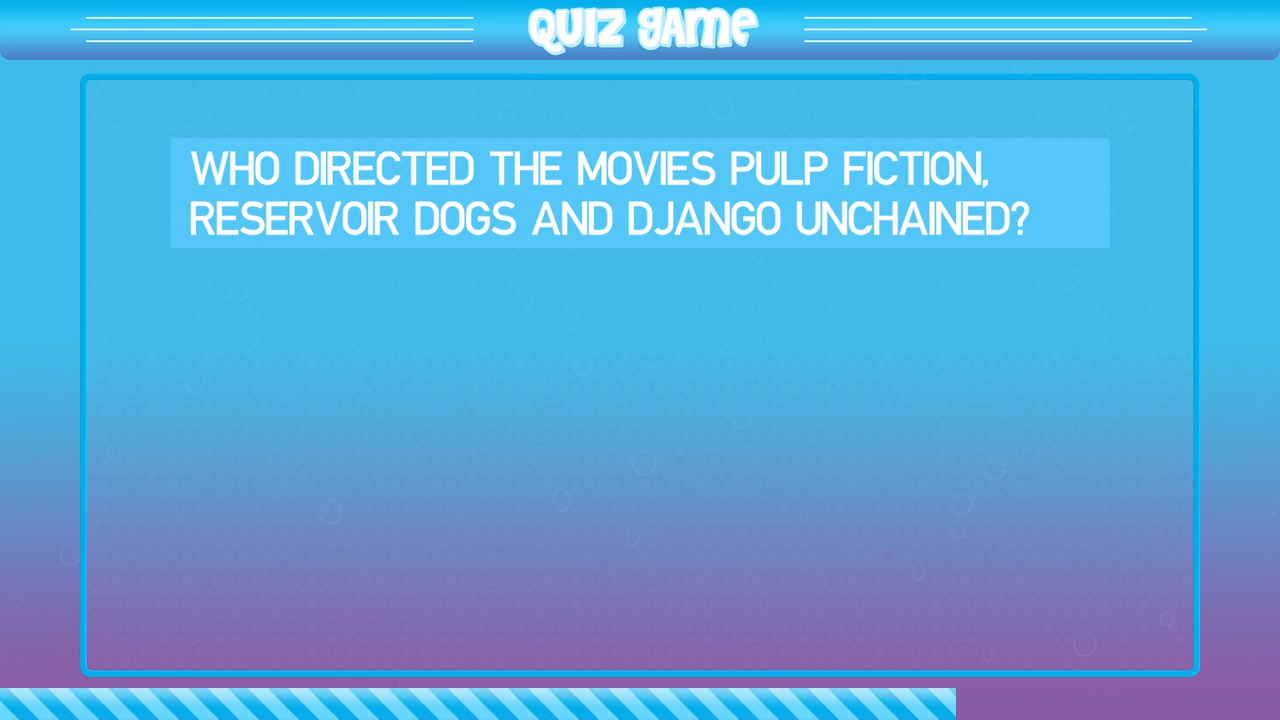 QUIZ GAME
WHO DIRECTED THE MOVIES PULP FICTION,
RESERVOIR DOGS AND DJANGO UNCHAINED?